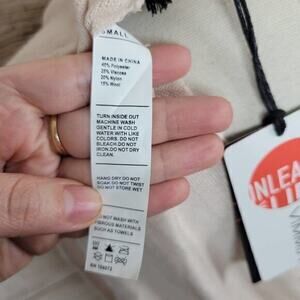 SMALL
MADE IN CHINA
40% Polyester
25% Viscose
20% Nylon
15% Wool
TURN INSIDE OUT
MACHINE WASH
GENTLE IN COLD
WATER WITH LIKE
COLORS. DO NOT
BLEACH.DO NOT
IRON.DO NOT DRY
CLEAN.
HANG DRY DO NOT
SOAK DO NOT TWIST
DO NOT STORE WET
DO NOT WASH WITH
FIBROUS MATERIALS
SUCH AS TOWELS
NLEA